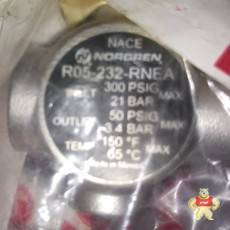 NACE
NORGREN
R05-232-RNEA
INLET 300 PSIG MAX
21 BAR
OUTLET 50 PSIG MAX
3.4 BAR
TEMP 150 °F MAX
65 °C